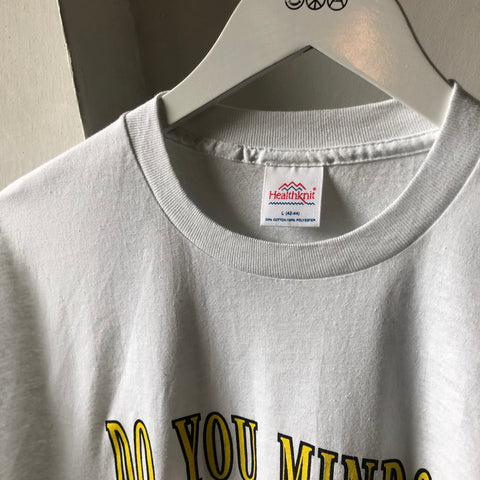 Healthknit®
L (42-44)
50% COTTON/50% POLYESTER
DO YOU MIND?